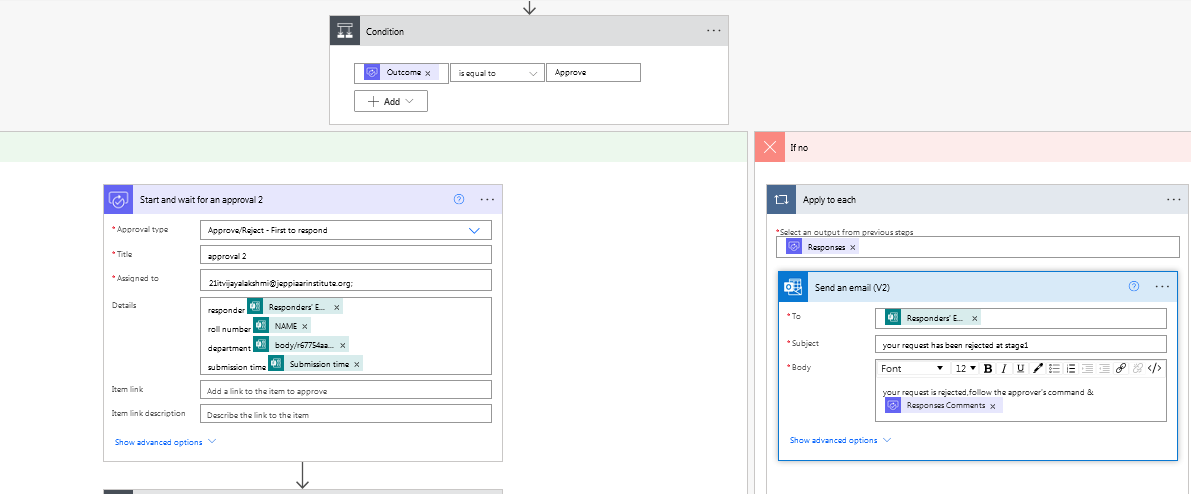 Condition
Outcome × is equal to Approve
Add
If no
Start and wait for an approval 2
* Approval type Approve/Reject - First to respond
* Title approval 2
* Assigned to 21itvijayalakshmi@jeppiaarinstitute.org;
Details
responder Responders' E... ×
roll number NAME ×
department body/r67754aa... ×
submission time Submission time ×
Item link Add a link to the item to approve
Item link description Describe the link to the item
Show advanced options
Apply to each
*Select an output from previous steps
Responses ×
Send an email (V2)
* To Responders' E... ×
* Subject your request has been rejected at stage1
* Body Font 12 B I U </>
your request is rejected,follow the approver's command &
Responses Comments ×
Show advanced options